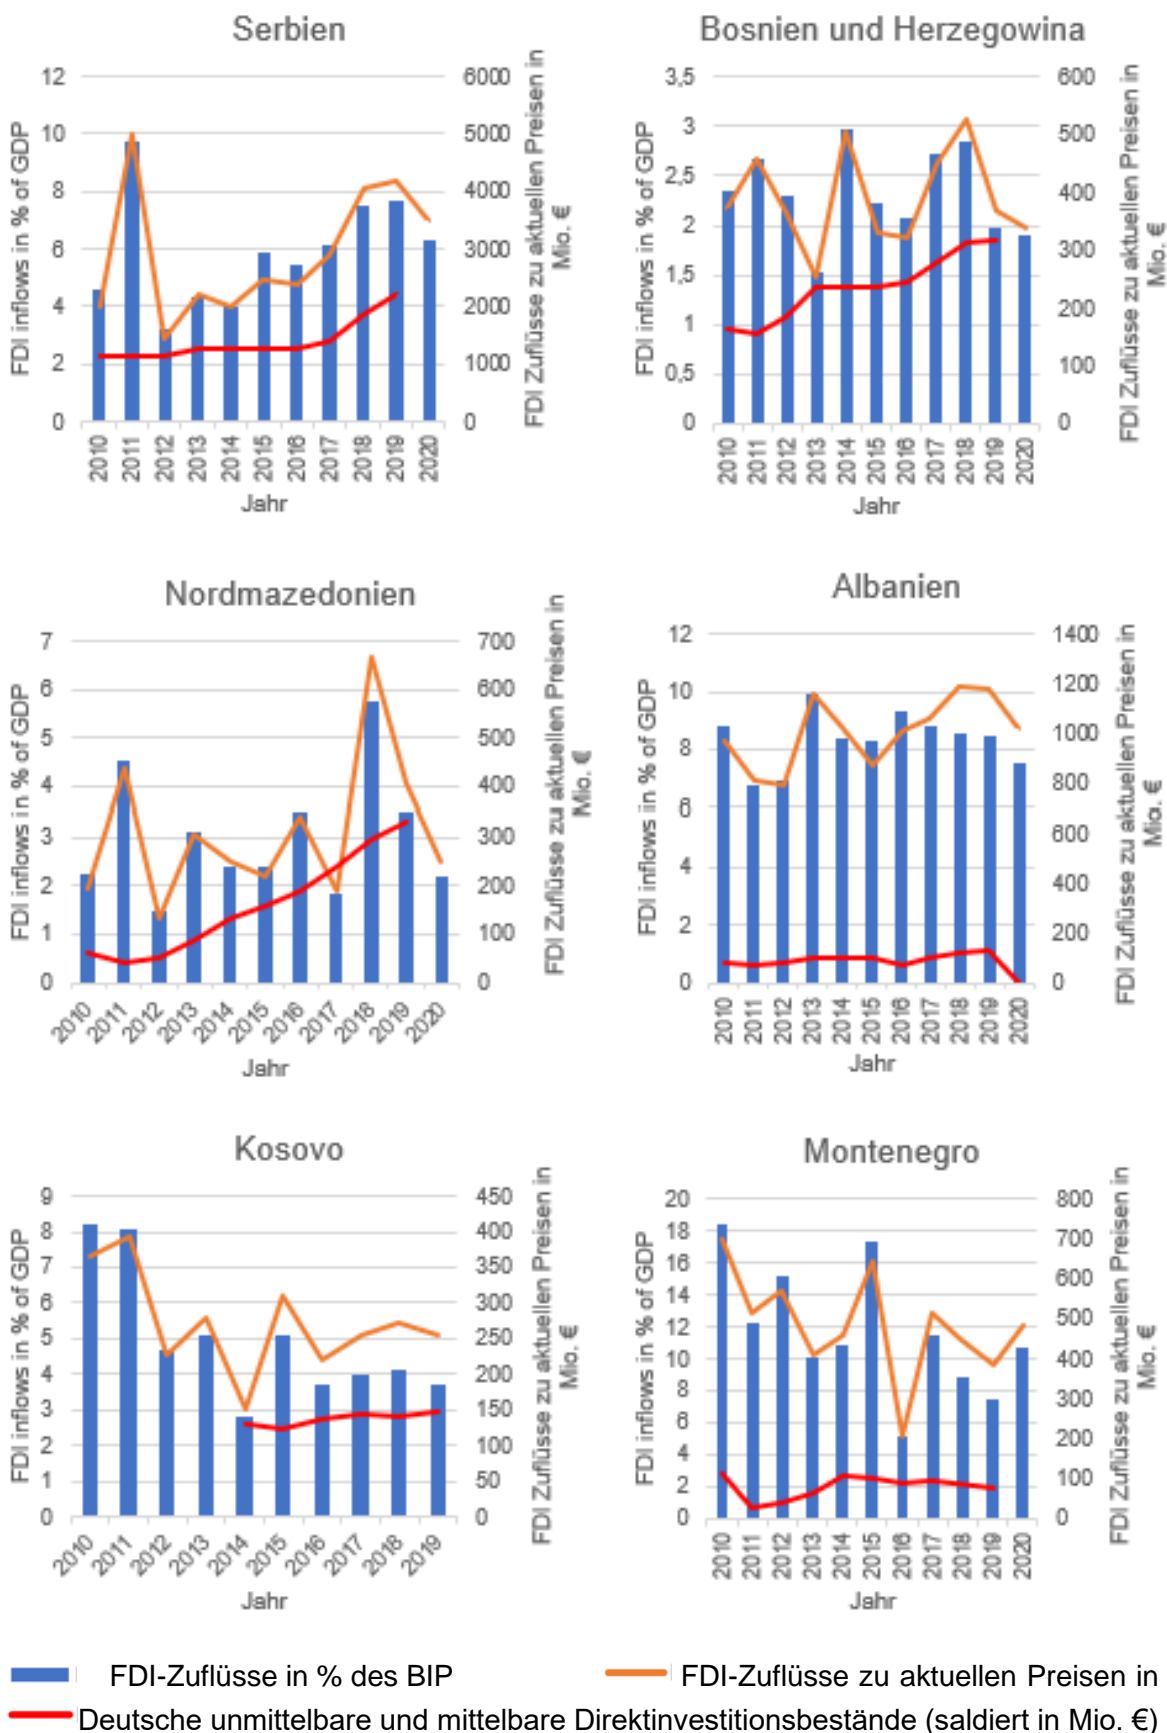 Serbien
FDI inflows in % of GDP
12
10
8
6
4
2
0
6000
5000
4000
3000
2000
1000
0
FDI Zuflüsse zu aktuellen Preisen in
Mio. €
2010 2011 2012 2013 2014 2015 2016 2017 2018 2019 2020
Jahr
Bosnien und Herzegowina
FDI inflows in % of GDP
3,5
3
2,5
2
1,5
1
0,5
0
600
500
400
300
200
100
0
FDI Zuflüsse zu aktuellen Preisen in
Mio. €
2010 2011 2012 2013 2014 2015 2016 2017 2018 2019 2020
Jahr
Nordmazedonien
FDI inflows in % of GDP
7
6
5
4
3
2
1
0
700
600
500
400
300
200
100
0
FDI Zuflüsse zu aktuellen Preisen in
Mio. €
2010 2011 2012 2013 2014 2015 2016 2017 2018 2019 2020
Jahr
Albanien
FDI inflows in % of GDP
12
10
8
6
4
2
0
1400
1200
1000
800
600
400
200
0
FDI Zuflüsse zu aktuellen Preisen in
Mio. €
2010 2011 2012 2013 2014 2015 2016 2017 2018 2019 2020
Jahr
Kosovo
FDI inflows in % of GDP
9
8
7
6
5
4
3
2
1
0
450
400
350
300
250
200
150
100
50
0
FDI Zuflüsse zu aktuellen Preisen in
Mio. €
2010 2011 2012 2013 2014 2015 2016 2017 2018 2019
Jahr
Montenegro
FDI inflows in % of GDP
20
18
16
14
12
10
8
6
4
2
0
800
700
600
500
400
300
200
100
0
FDI Zuflüsse zu aktuellen Preisen in
Mio. €
2010 2011 2012 2013 2014 2015 2016 2017 2018 2019 2020
Jahr
FDI-Zuflüsse in % des BIP
FDI-Zuflüsse zu aktuellen Preisen in
Deutsche unmittelbare und mittelbare Direktinvestitionsbestände (saldiert in Mio. €)